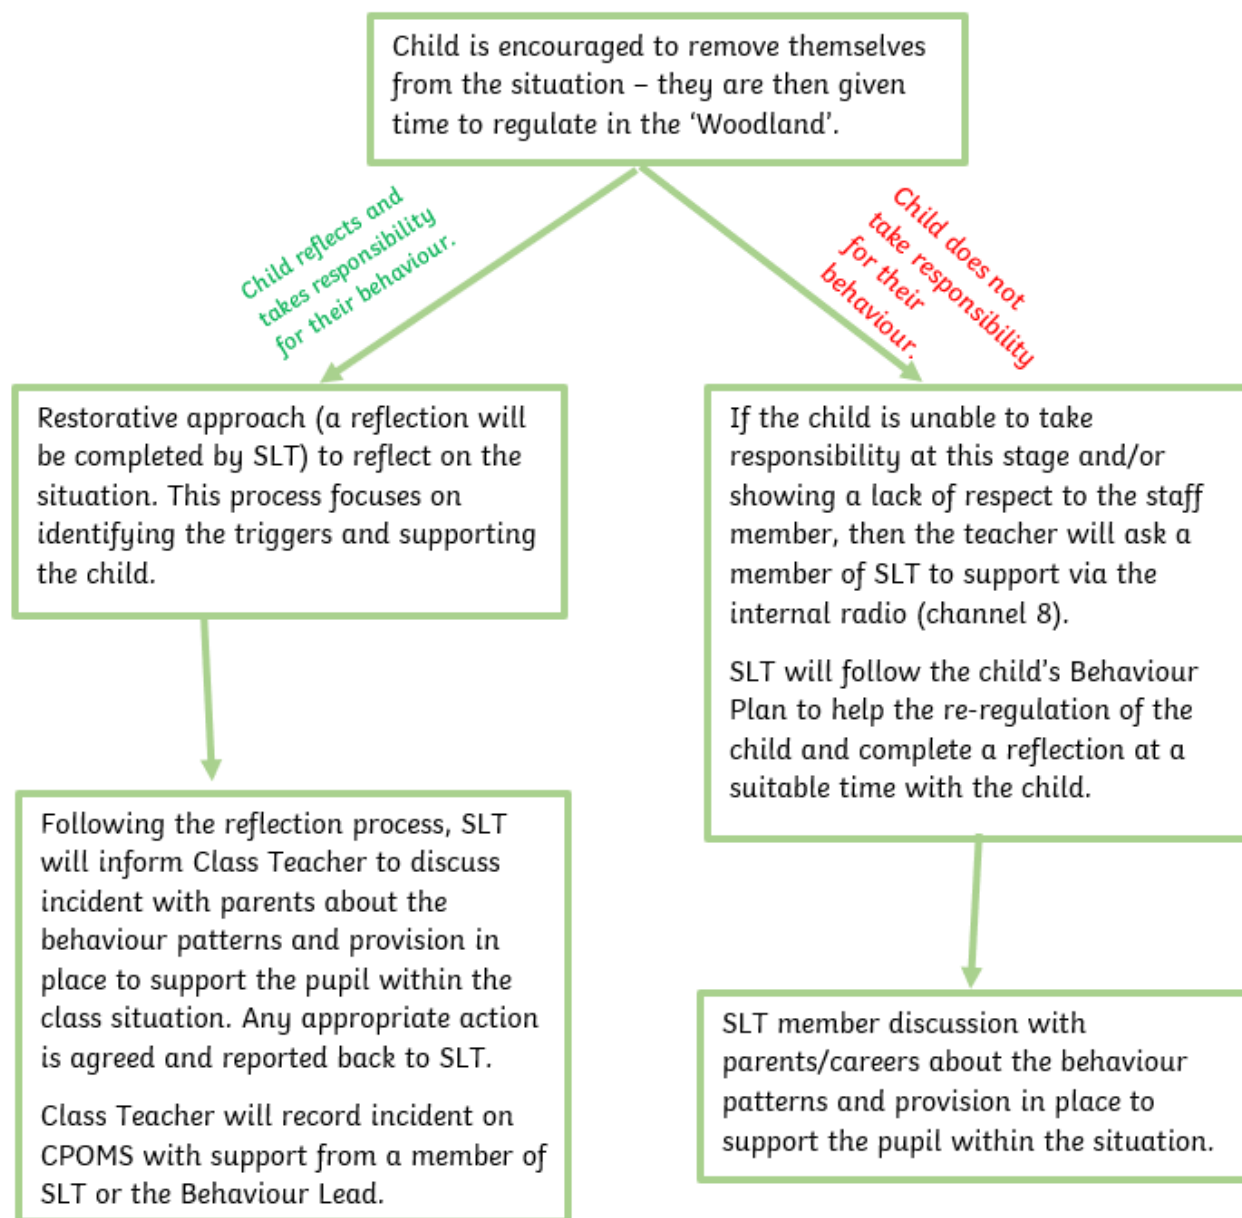 Child is encouraged to remove themselves
from the situation – they are then given
time to regulate in the ‘Woodland’.
Child reflects and
takes responsibility
for their behaviour.
Child does not
take responsibility
for their
behaviour.
Restorative approach (a reflection will
be completed by SLT) to reflect on the
situation. This process focuses on
identifying the triggers and supporting
the child.
If the child is unable to take
responsibility at this stage and/or
showing a lack of respect to the staff
member, then the teacher will ask a
member of SLT to support via the
internal radio (channel 8).
SLT will follow the child’s Behaviour
Plan to help the re-regulation of the
child and complete a reflection at a
suitable time with the child.
Following the reflection process, SLT
will inform Class Teacher to discuss
incident with parents about the
behaviour patterns and provision in
place to support the pupil within the
class situation. Any appropriate action
is agreed and reported back to SLT.
Class Teacher will record incident on
CPOMS with support from a member of
SLT or the Behaviour Lead.
SLT member discussion with
parents/careers about the behaviour
patterns and provision in place to
support the pupil within the situation.